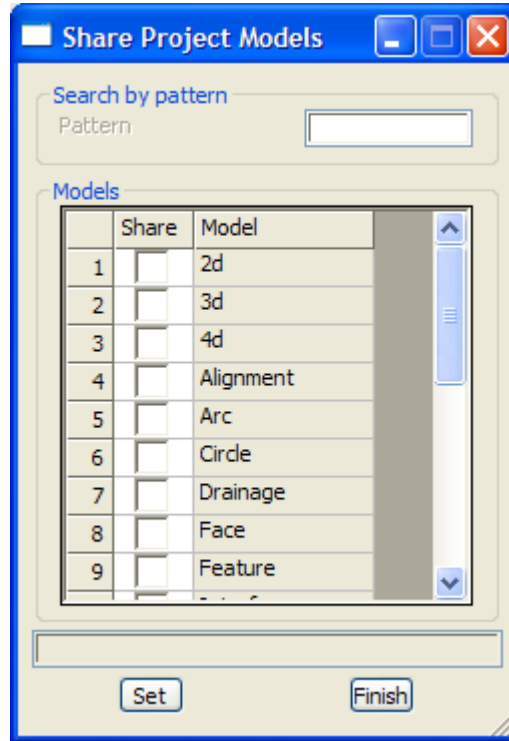 Share Project Models
Search by pattern
Pattern
Models
Share Model
1 2d
2 3d
3 4d
4 Alignment
5 Arc
6 Circle
7 Drainage
8 Face
9 Feature
Set Finish